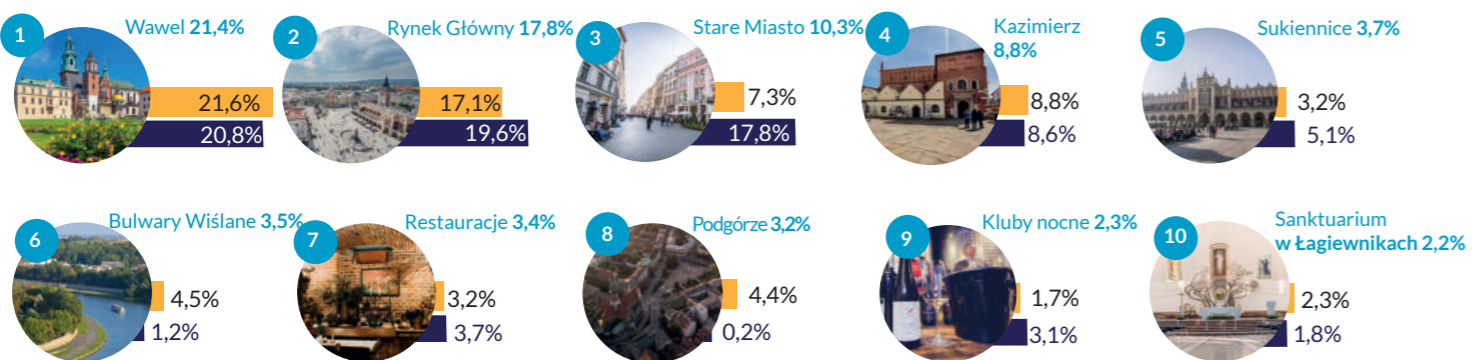 1
Wawel 21,4%
21,6%
20,8%
2
Rynek Główny 17,8%
17,1%
19,6%
3
Stare Miasto 10,3%
7,3%
17,8%
4
Kazimierz
8,8%
8,8%
8,6%
5
Sukiennice 3,7%
3,2%
5,1%
6
Bulwary Wiślane 3,5%
4,5%
1,2%
7
Restauracje 3,4%
3,2%
3,7%
8
Podgórze 3,2%
4,4%
0,2%
9
Kluby nocne 2,3%
1,7%
3,1%
10
Sanktuarium
w Łagiewnikach 2,2%
2,3%
1,8%